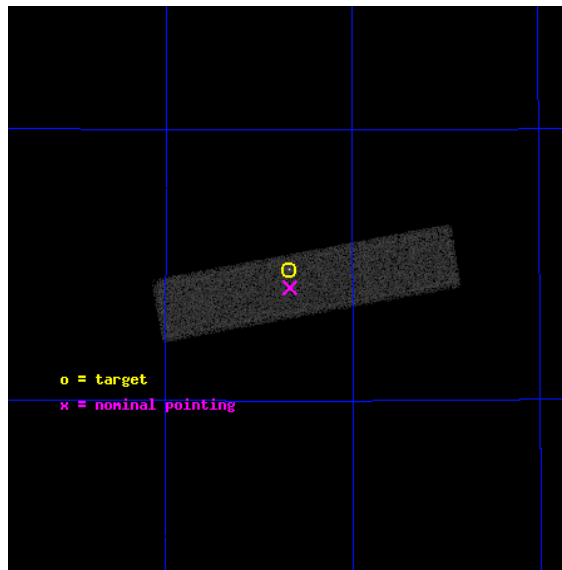 o = target
x = nominal pointing